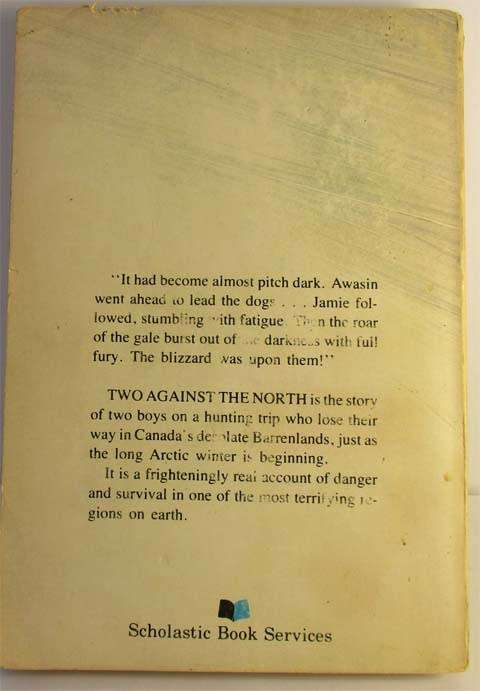 "It had become almost pitch dark. Awasin
went ahead to lead the dogs . . . Jamie fol-
lowed, stumbling with fatigue. Then the roar
of the gale burst out of the darkness with full
fury. The blizzard was upon them!"
TWO AGAINST THE NORTH is the story
of two boys on a hunting trip who lose their
way in Canada's desolate Barrenlands, just as
the long Arctic winter is beginning.
It is a frighteningly real account of danger
and survival in one of the most terrifying re-
gions on earth.
Scholastic Book Services